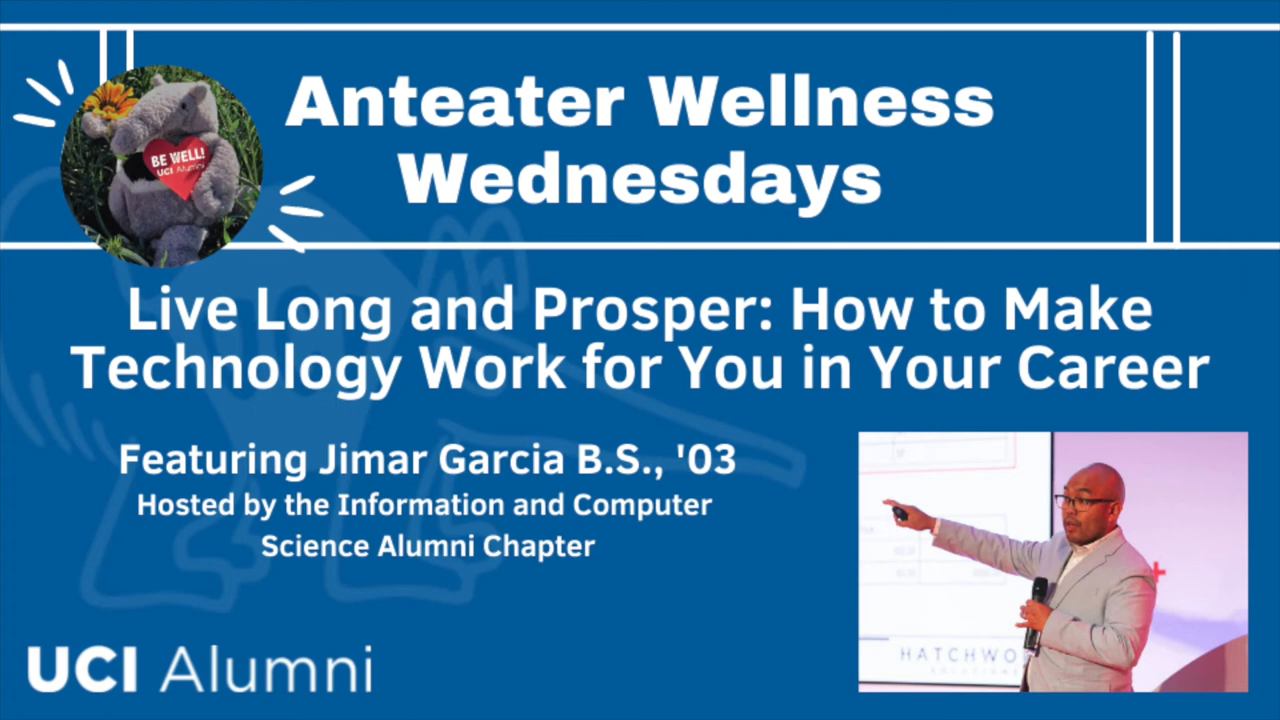 Anteater Wellness
Wednesdays
BE WELL!
UCI Alumni
Live Long and Prosper: How to Make
Technology Work for You in Your Career
Featuring Jimar Garcia B.S., '03
Hosted by the Information and Computer
Science Alumni Chapter
UCI Alumni
HATCHWO